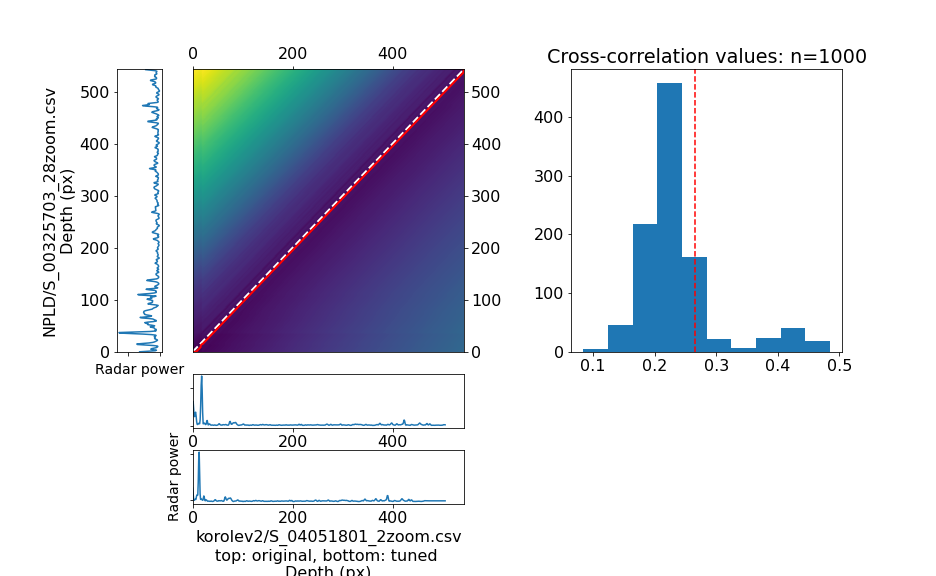 0 200 400
Cross-correlation values: n=1000
NPLD/S_00325703_28zoom.csv
Depth (px)
500
400
300
200
100
0
Radar power
500
400
300
200
100
0
400
300
200
100
0
0.1 0.2 0.3 0.4 0.5
0 200 400
Radar power
0 200 400
korolev2/S_04051801_2zoom.csv
top: original, bottom: tuned
Depth (px)